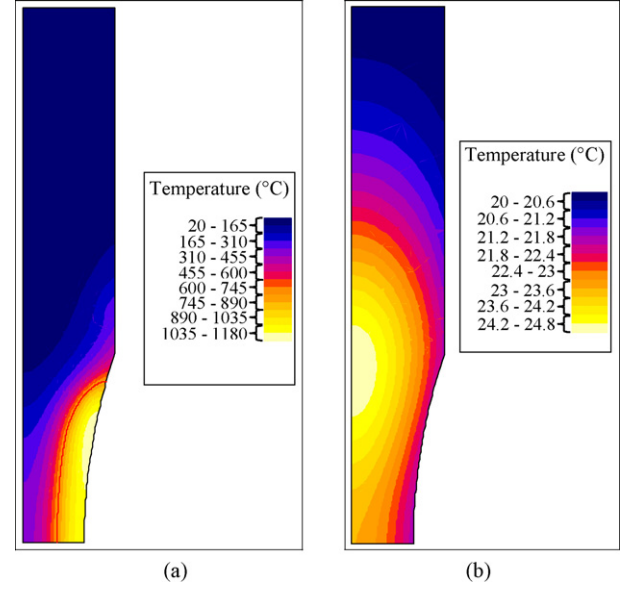 Temperature (°C)
20 - 165
165 - 310
310 - 455
455 - 600
600 - 745
745 - 890
890 - 1035
1035 - 1180
(a)
Temperature (°C)
20 - 20.6
20.6 - 21.2
21.2 - 21.8
21.8 - 22.4
22.4 - 23
23 - 23.6
23.6 - 24.2
24.2 - 24.8
(b)